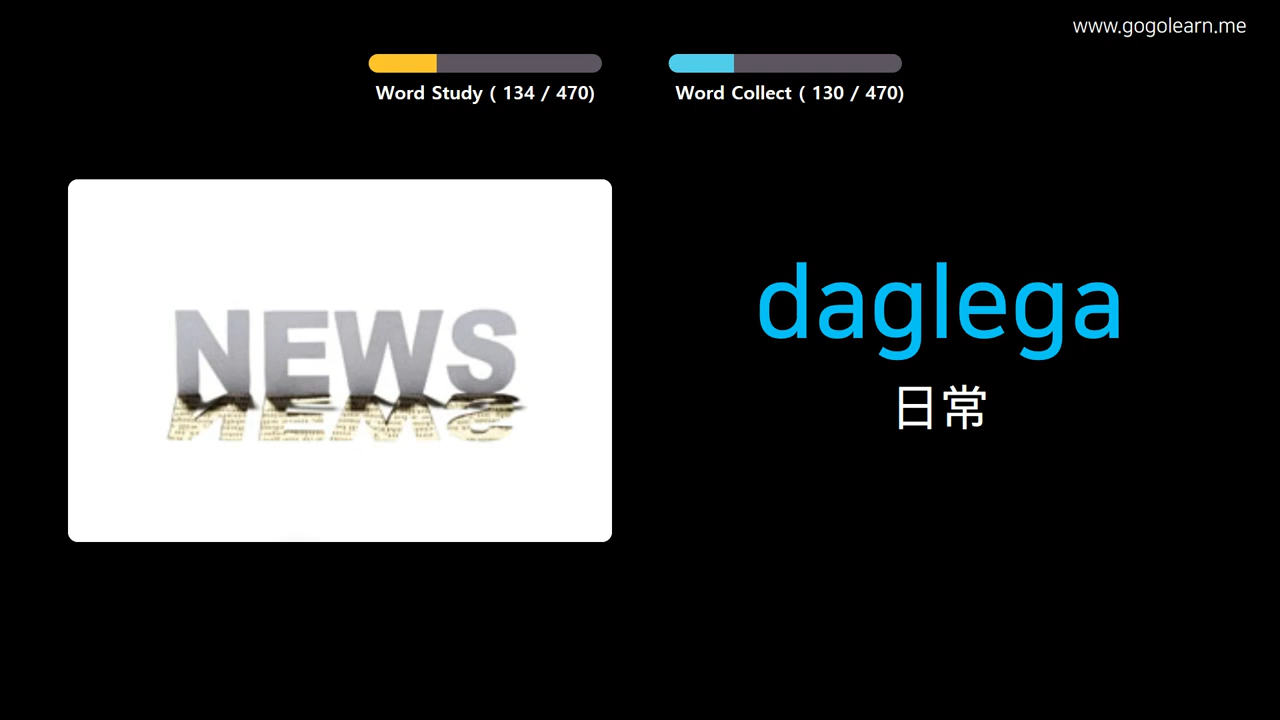 www.gogolearn.me
Word Study ( 134 / 470)
Word Collect ( 130 / 470)
NEWS
daglega
日常